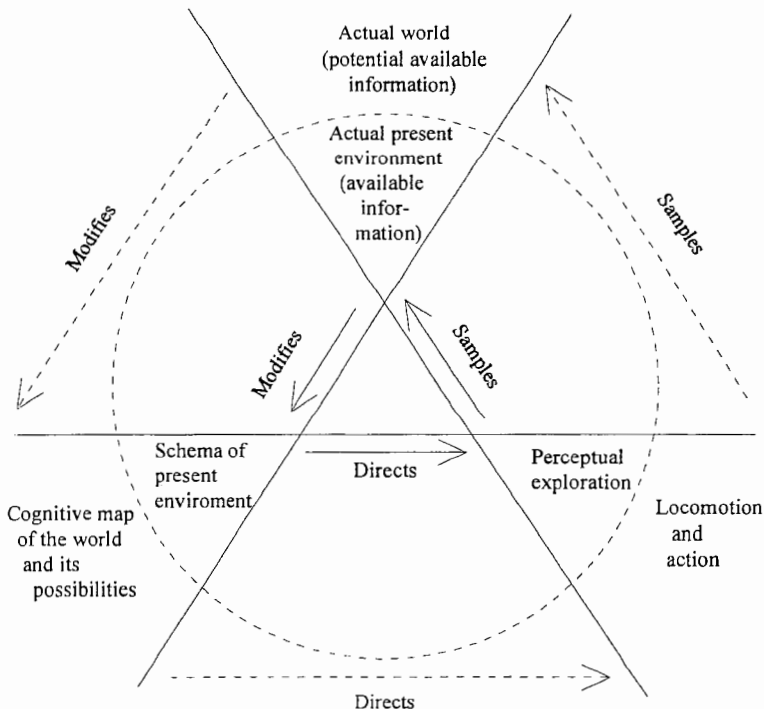 Actual world
(potential available
information)
Actual present
environment
(available
infor-
mation)
Modifies
Samples
Modifies
Samples
Schema of
present
enviroment
Directs
Perceptual
exploration
Cognitive map
of the world
and its
possibilities
Locomotion
and
action
Directs